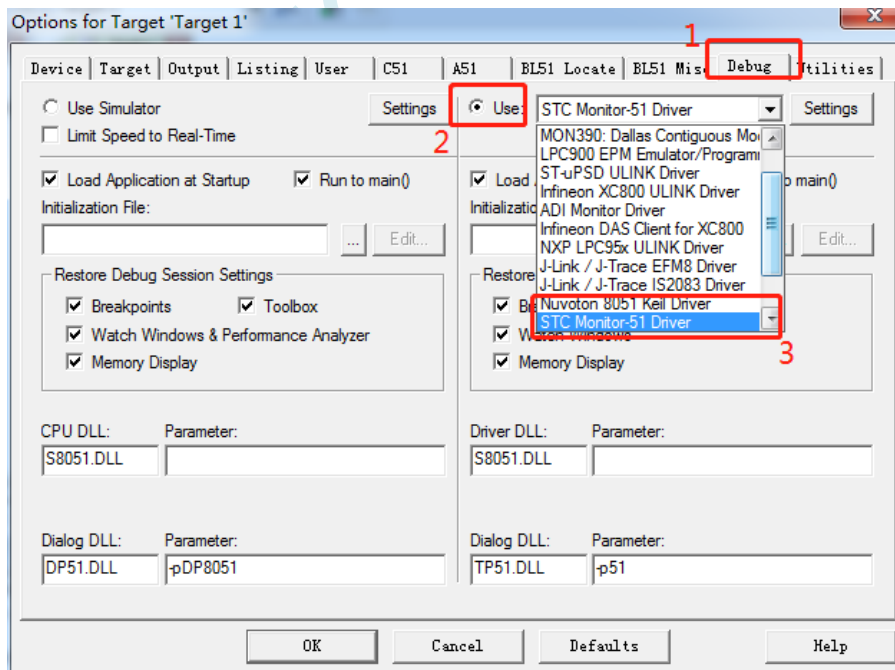 Options for Target 'Target 1'
1
Device Target Output Listing User C51 A51 BL51 Locate BL51 Misc Debug Utilities
Use Simulator Settings Use: STC Monitor-51 Driver Settings
2
Limit Speed to Real-Time
MON390: Dallas Contiguous
LPC900 EPM
ST-uPSD ULINK Driver
Infineon XC800 ULINK Driver
ADI Monitor Driver
Infineon DAS Client for XC800
NXP LPC95x ULINK Driver
J-Link / J-Trace EFM8 Driver
J-Link / J-Trace IS2083 Driver
Nuvoton 8051 Keil Driver
STC Monitor-51 Driver
3
Load Application at Startup Run to main() Load main()
Initialization File:
... Edit... Edit...
Restore Debug Session Settings Restore
Breakpoints Toolbox
Watch Windows & Performance Analyzer Watch Windows
Memory Display Memory Display
CPU DLL: Parameter: Driver DLL: Parameter:
S8051.DLL S8051.DLL
Dialog DLL: Parameter: Dialog DLL: Parameter:
DP51.DLL -pDP8051 TP51.DLL -p51
OK Cancel Defaults Help